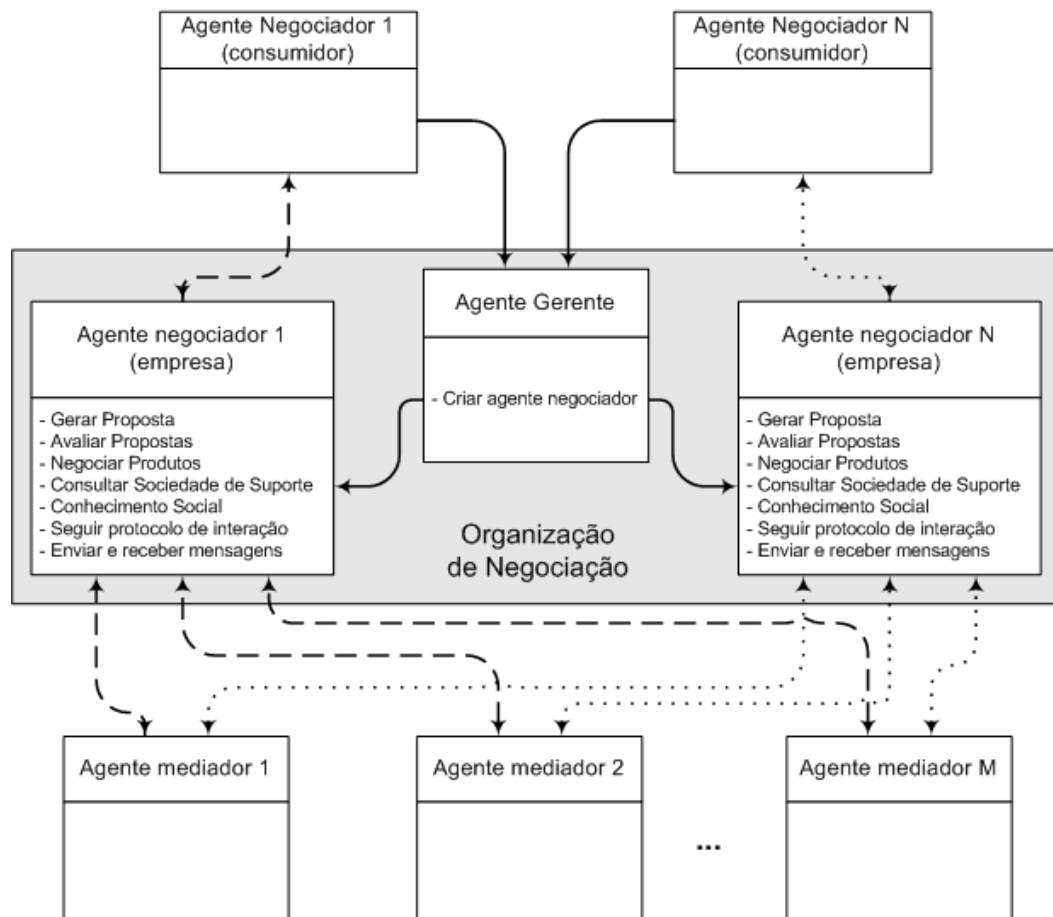 Agente Negociador 1
(consumidor)
Agente Negociador N
(consumidor)
Agente Gerente
- Criar agente negociador
Agente negociador 1
(empresa)
- Gerar Proposta
- Avaliar Propostas
- Negociar Produtos
- Consultar Sociedade de Suporte
- Conhecimento Social
- Seguir protocolo de interação
- Enviar e receber mensagens
Agente negociador N
(empresa)
- Gerar Proposta
- Avaliar Propostas
- Negociar Produtos
- Consultar Sociedade de Suporte
- Conhecimento Social
- Seguir protocolo de interação
- Enviar e receber mensagens
Organização
de Negociação
Agente mediador 1
Agente mediador 2
...
Agente mediador M